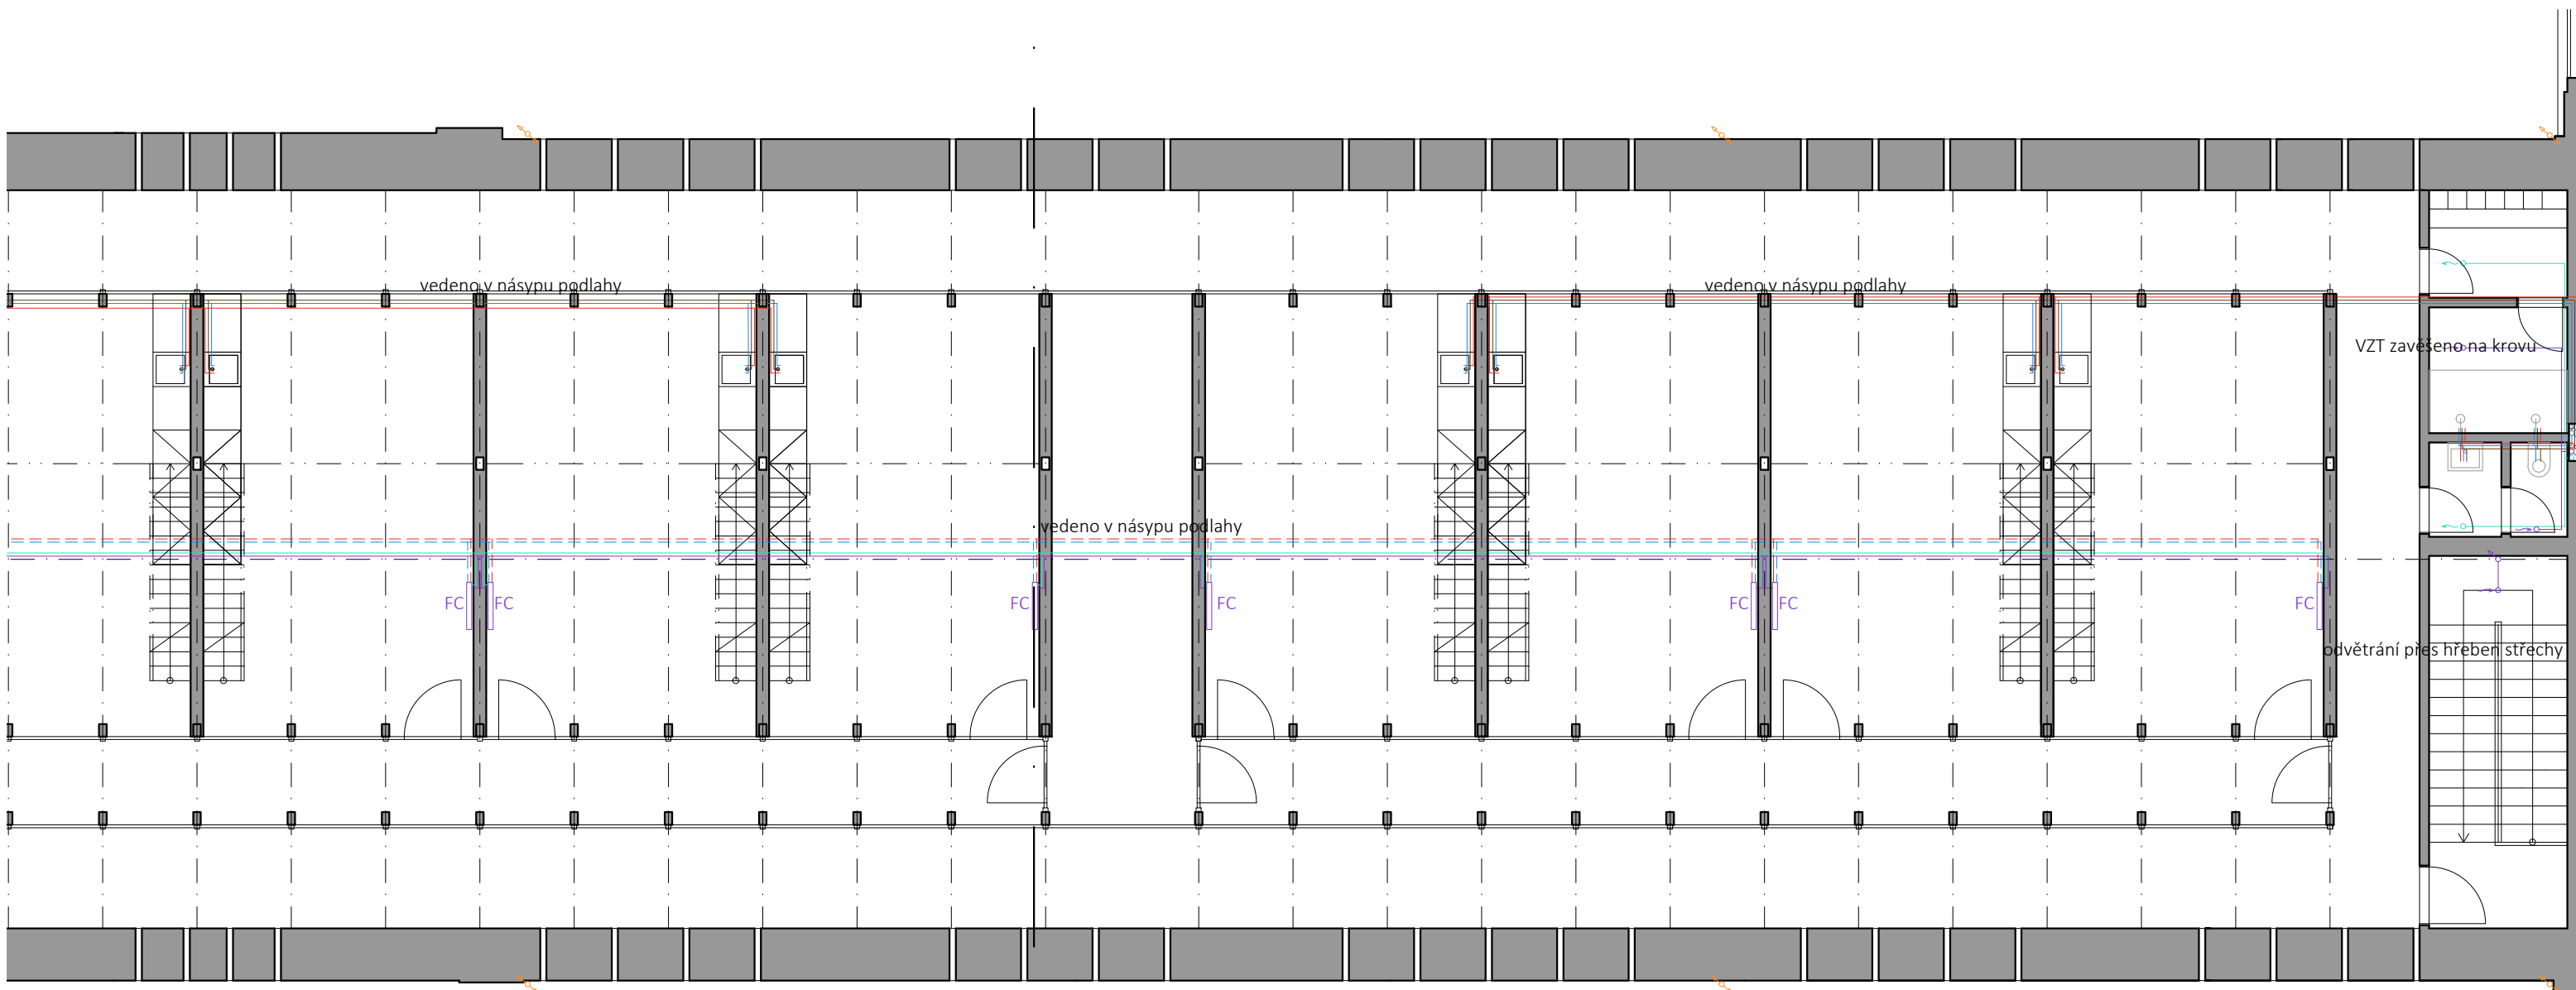 vedeno v násypu podlahy
vedeno v násypu podlahy
VZT zavěšeno na krovu
vedeno v násypu podlahy
FC
FC
FC
FC
FC
FC
FC
odvětrání přes hřeben střechy